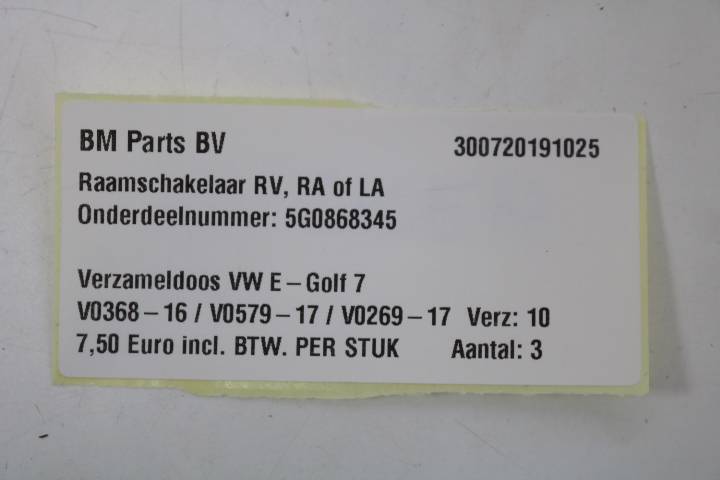 BM Parts BV 300720191025
Raamschakelaar RV, RA of LA
Onderdeelnummer: 5G0868345
Verzameldoos VW E-Golf 7
V0368-16 / V0579-17 / V0269-17 Verz: 10
7,50 Euro incl. BTW. PER STUK Aantal: 3